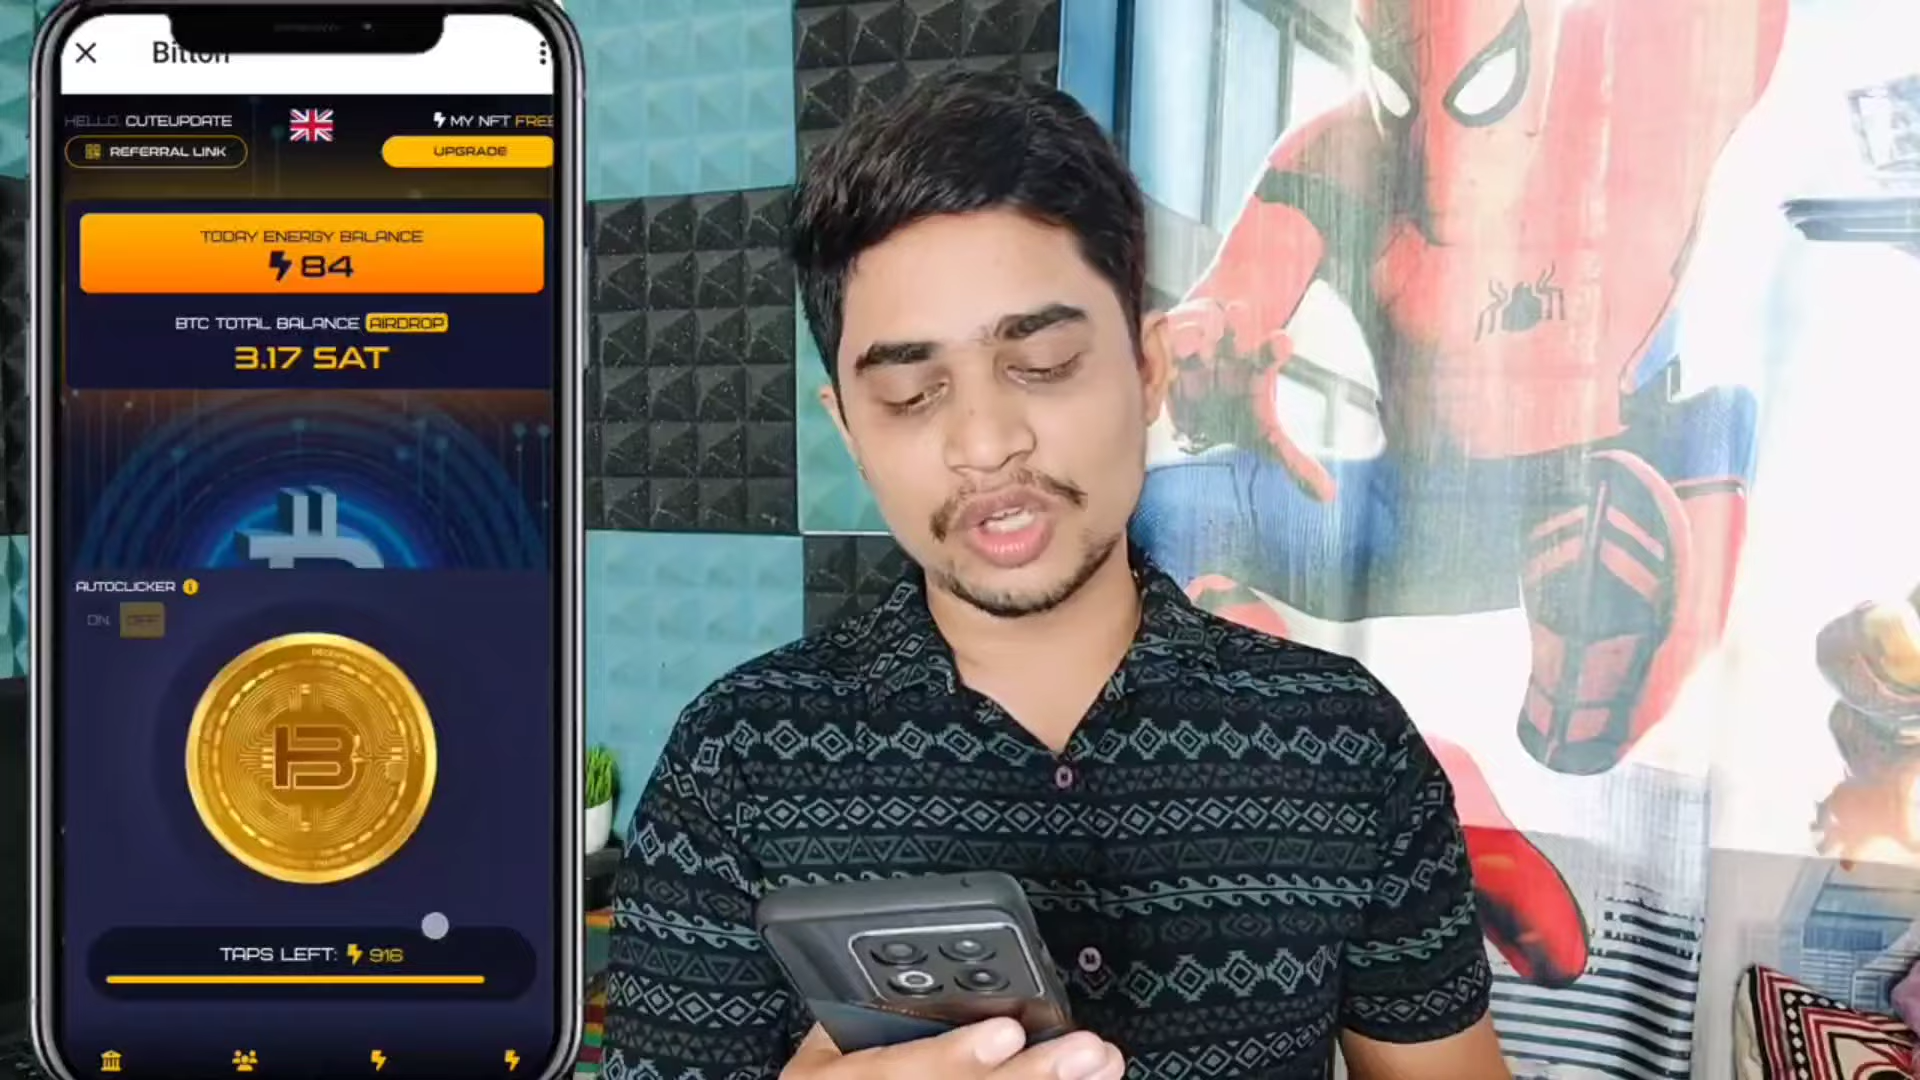 Bitton
HELLO, CUTEUPDATE
MY NFT FREE
REFERRAL LINK
UPGRADE
TODAY ENERGY BALANCE
84
BTC TOTAL BALANCE AIRDROP
3.17 SAT
AUTOCLICKER
ON OFF
TAPS LEFT: 916